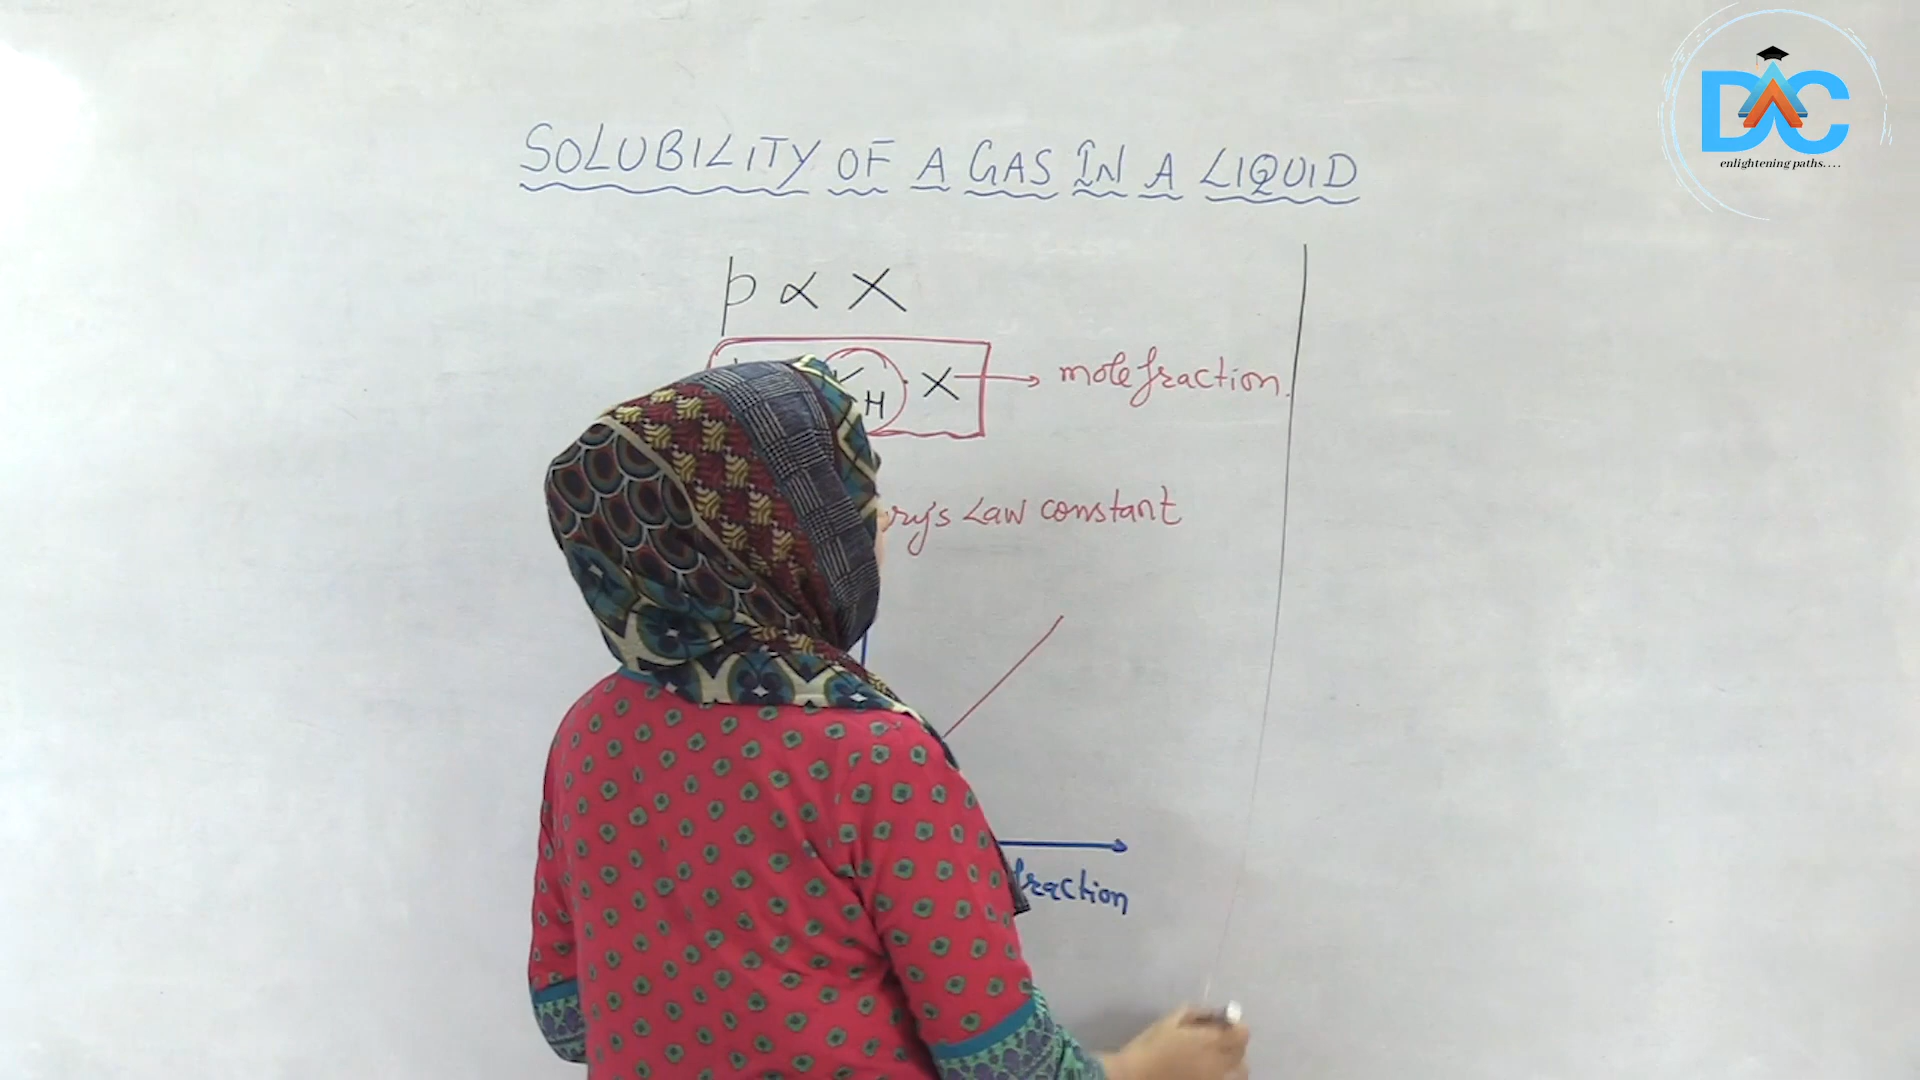 DAC
enlightening paths....
SOLUBILITY OF A GAS IN A LIQUID
p ∝ X
K H . X → mole fraction.
ry's Law constant
fraction